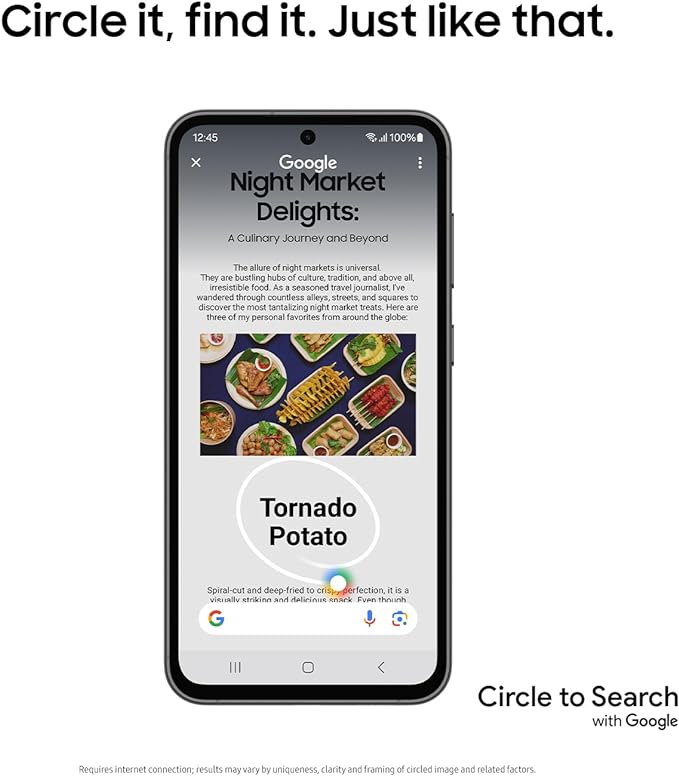 Circle it, find it. Just like that.
12:45
100%
Google
Night Market
Delights:
A Culinary Journey and Beyond
The allure of night markets is universal.
They are bustling hubs of culture, tradition, and above all,
irresistible food. As a seasoned travel journalist, I've
wandered through countless alleys, streets, and squares to
discover the most tantalizing night market treats. Here are
three of my personal favorites from around the globe:
Tornado
Potato
Spiral-cut and deep-fried to crispy perfection, it is a
visually striking and delicious snack. Even though
G
Circle to Search
with Google
Requires internet connection; results may vary by uniqueness, clarity and framing of circled image and related factors.